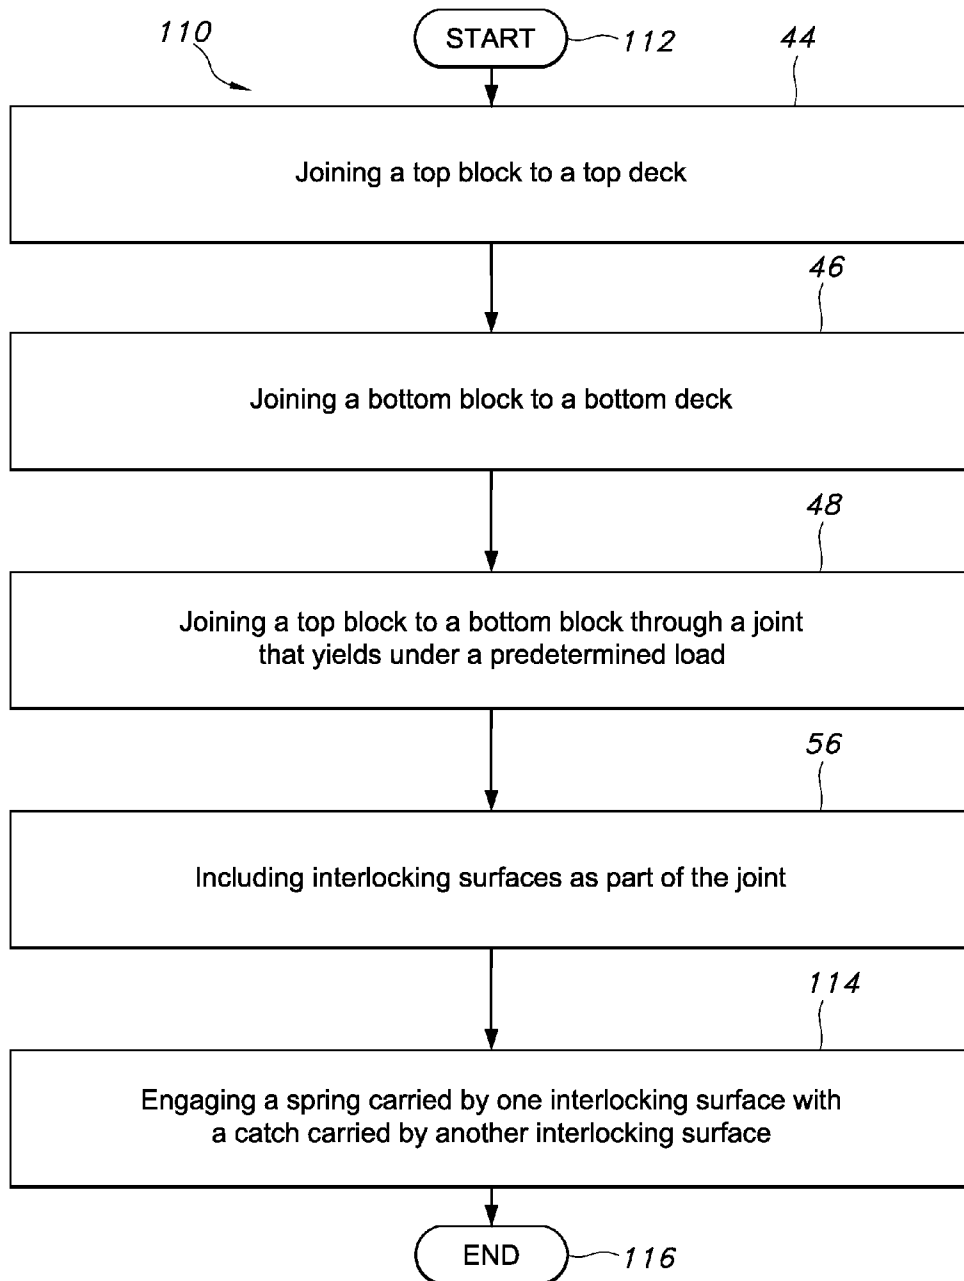 110
START
112
44
Joining a top block to a top deck
46
Joining a bottom block to a bottom deck
48
Joining a top block to a bottom block through a joint
that yields under a predetermined load
56
Including interlocking surfaces as part of the joint
114
Engaging a spring carried by one interlocking surface with
a catch carried by another interlocking surface
END
116